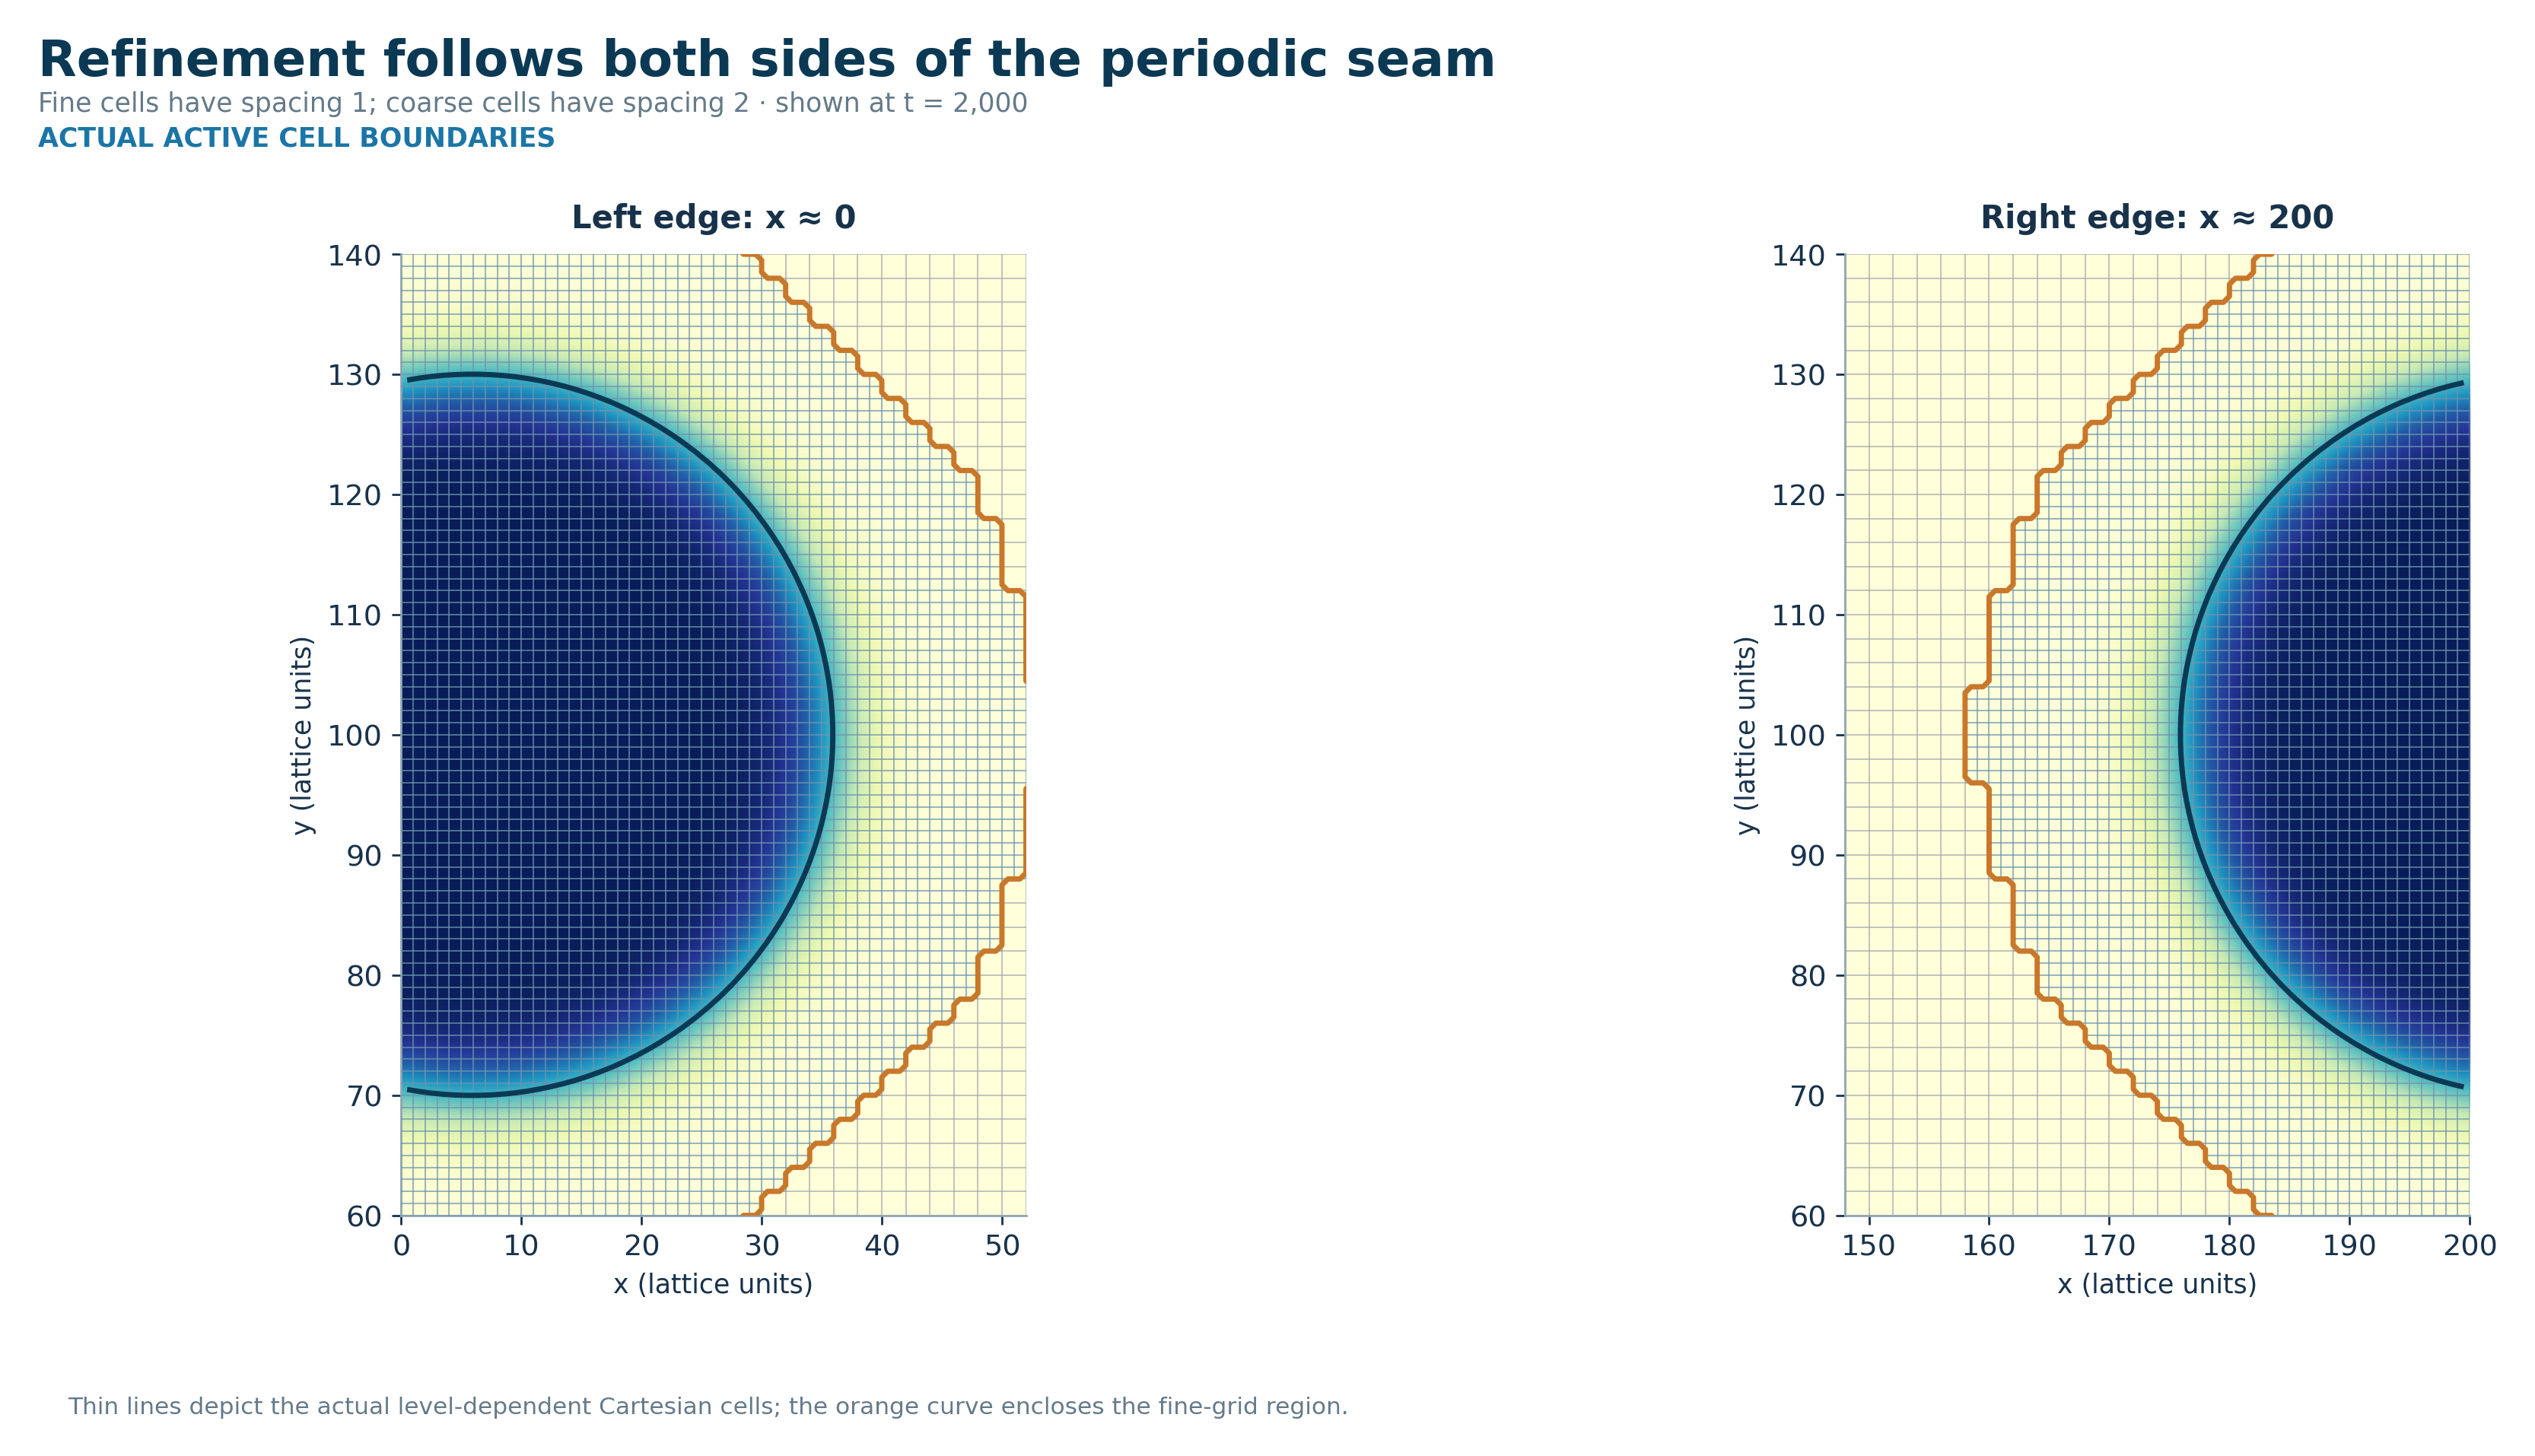 Refinement follows both sides of the periodic seam
Fine cells have spacing 1; coarse cells have spacing 2 · shown at t = 2,000
ACTUAL ACTIVE CELL BOUNDARIES
Left edge: x ≈ 0
140
130
120
110
100
90
80
70
60
y (lattice units)
0 10 20 30 40 50
x (lattice units)
Right edge: x ≈ 200
140
130
120
110
100
90
80
70
60
y (lattice units)
150 160 170 180 190 200
x (lattice units)
Thin lines depict the actual level-dependent Cartesian cells; the orange curve encloses the fine-grid region.